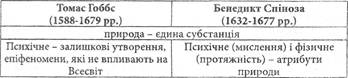 Томас Гоббс
(1588-1679 рр.)
Бенедикт Спіноза
(1632-1677 рр.)
природа – єдина субстанція
Психічне – залишкові утворення,
епіфеномени, які не впливають на
Всесвіт
Психічне (мислення) і фізичне
(протяжність) – атрибути
природи